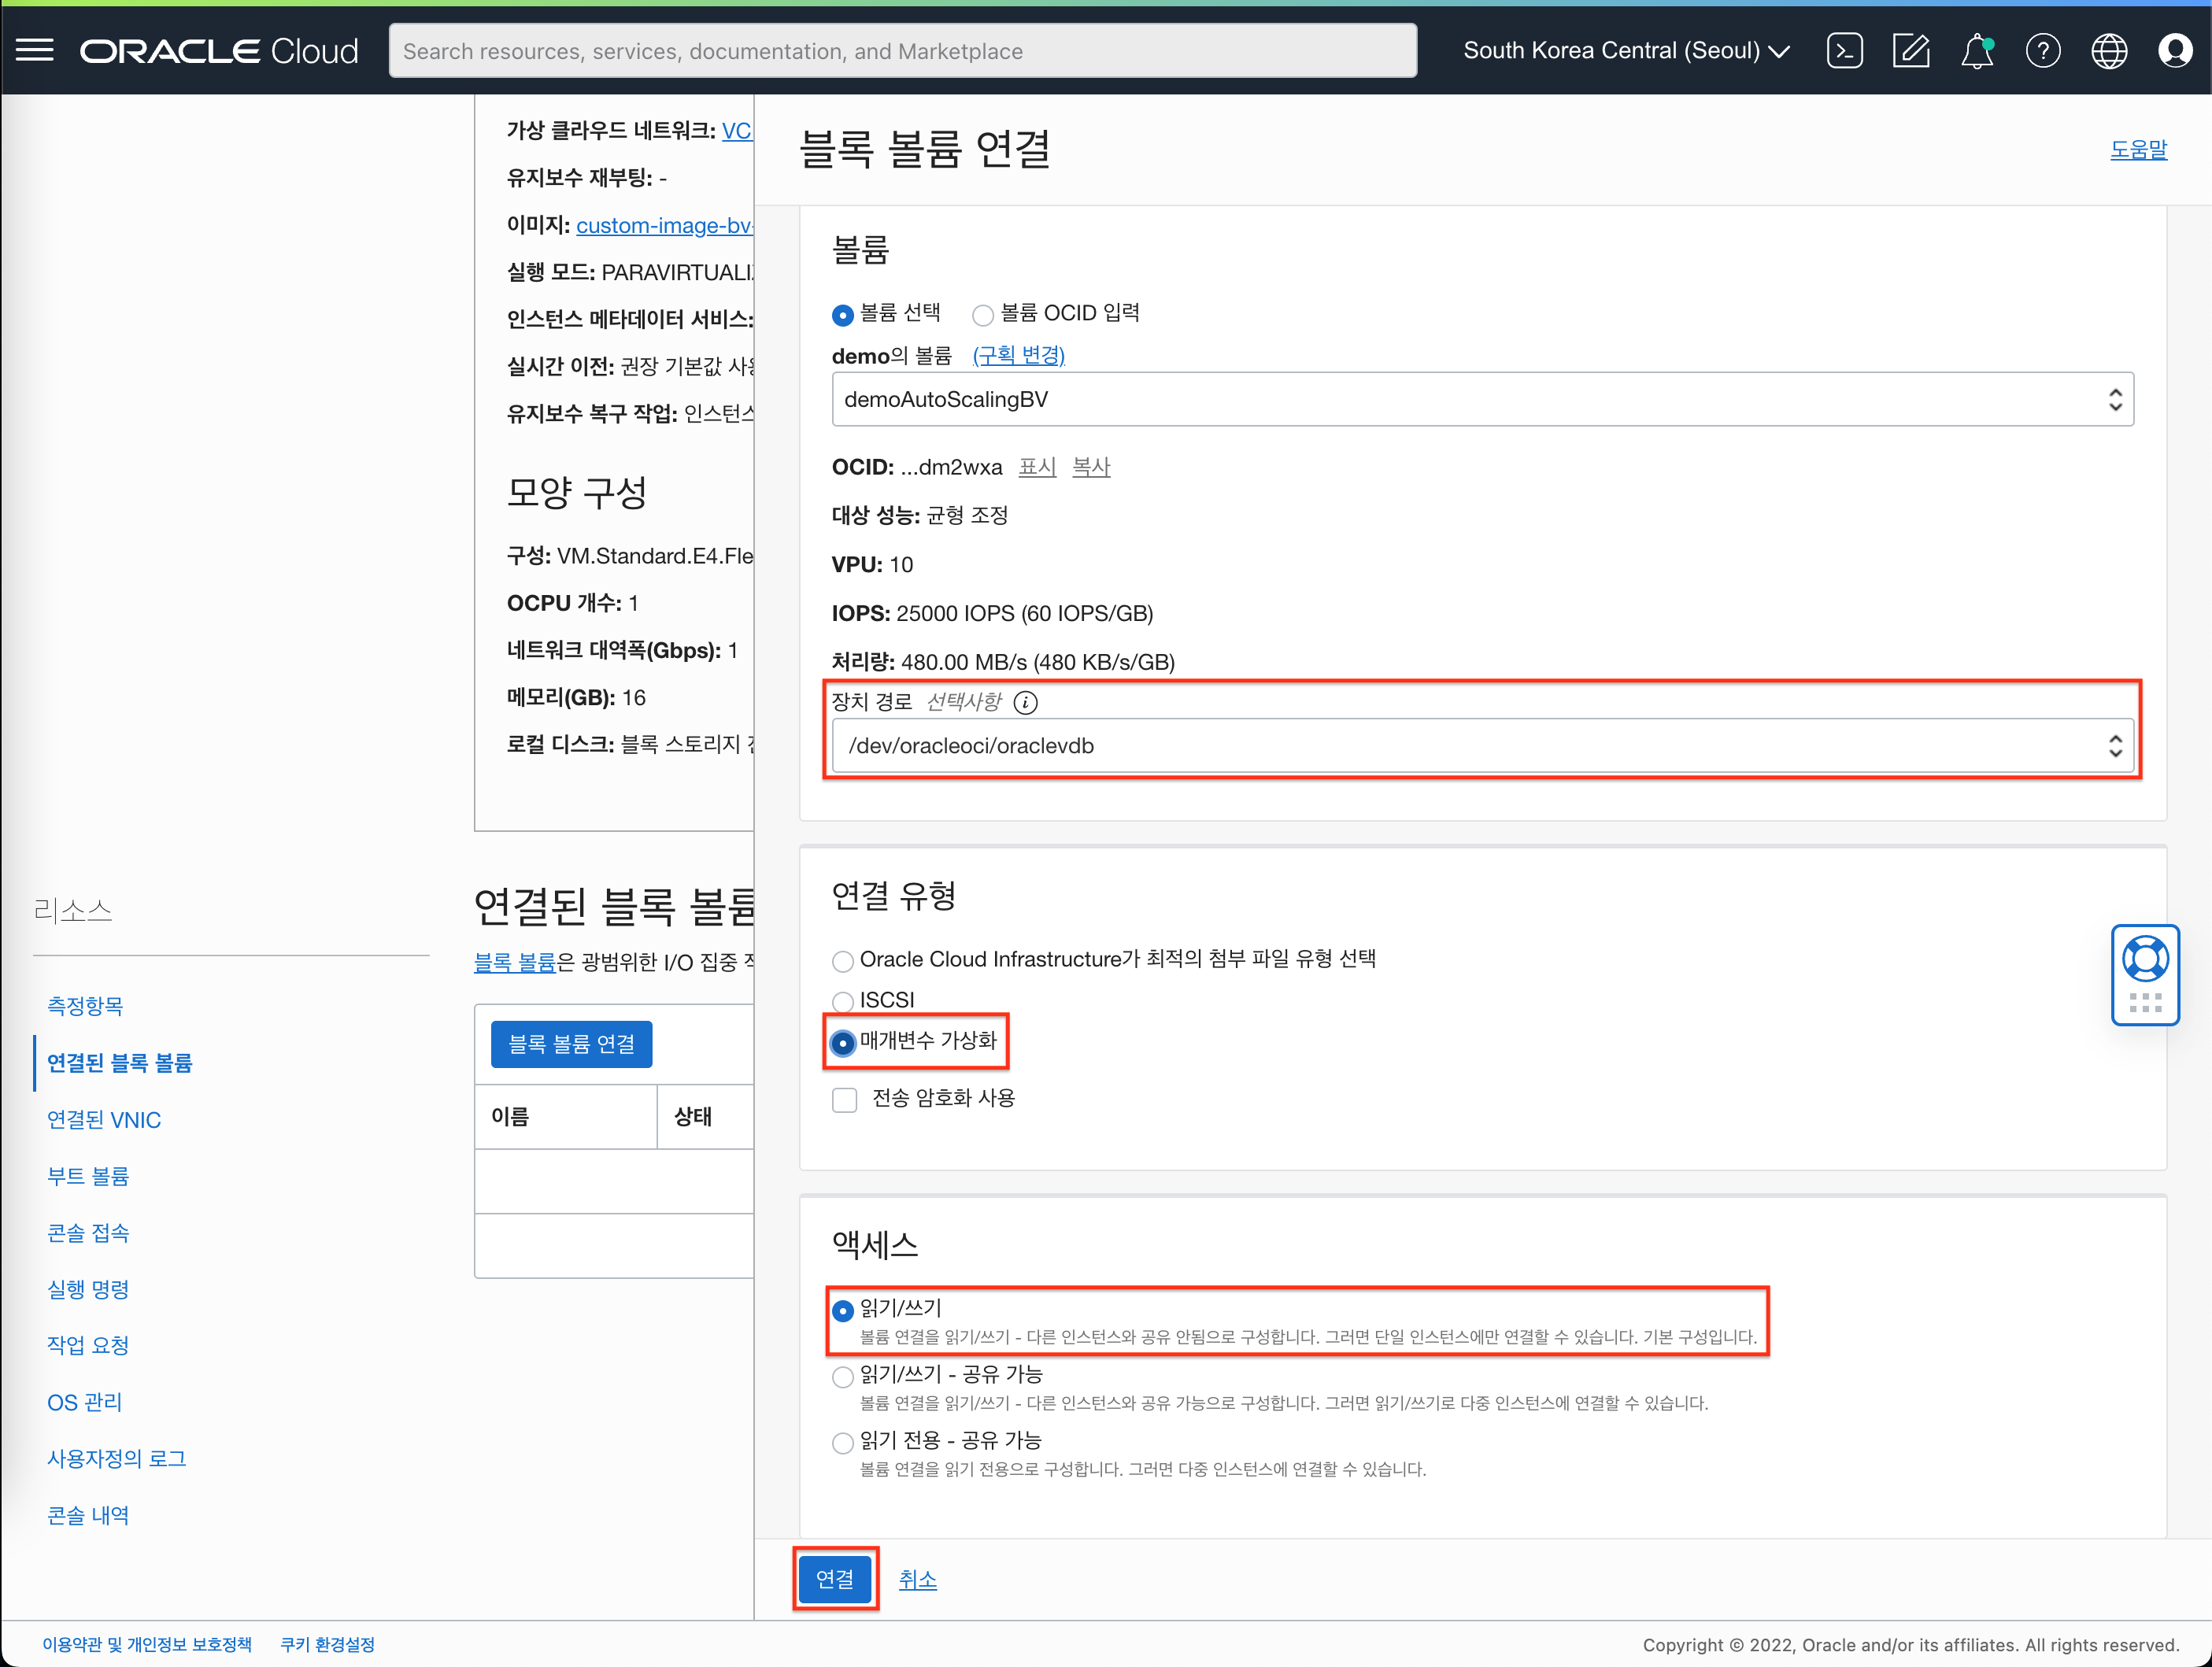 ORACLE Cloud
Search resources, services, documentation, and Marketplace
South Korea Central (Seoul)
가상 클라우드 네트워크: VC
유지보수 재부팅: -
이미지: custom-image-bv-
실행 모드: PARAVIRTUALI
인스턴스 메타데이터 서비스:
실시간 이전: 권장 기본값
유지보수 복구 작업: 인스턴스
모양 구성
구성: VM.Standard.E4.Fle
OCPU 개수: 1
네트워크 대역폭(Gbps): 1
메모리(GB): 16
로컬 디스크: 블록 스토리지
리소스
측정항목
연결된 블록 볼륨
연결된 VNIC
부트 볼륨
콘솔 접속
실행 명령
작업 요청
OS 관리
사용자정의 로그
콘솔 내역
연결된 블록 볼륨
블록 볼륨은 광범위한 I/O 집중
블록 볼륨 연결
이름 상태
블록 볼륨 연결
도움말
볼륨
볼륨 선택 볼륨 OCID 입력
demo의 볼륨 (구획 변경)
demoAutoScalingBV
OCID: ...dm2wxa 표시 복사
대상 성능: 균형 조정
VPU: 10
IOPS: 25000 IOPS (60 IOPS/GB)
처리량: 480.00 MB/s (480 KB/s/GB)
장치 경로 선택사항
/dev/oracleoci/oraclevdb
연결 유형
Oracle Cloud Infrastructure가 최적의 첨부 파일 유형 선택
ISCSI
매개변수 가상화
전송 암호화 사용
액세스
읽기/쓰기
볼륨 연결을 읽기/쓰기 - 다른 인스턴스와 공유 안됨으로 구성합니다. 그러면 단일 인스턴스에만 연결할 수 있습니다. 기본 구성입니다.
읽기/쓰기 - 공유 가능
볼륨 연결을 읽기/쓰기 - 다른 인스턴스와 공유 가능으로 구성합니다. 그러면 읽기/쓰기로 다중 인스턴스에 연결할 수 있습니다.
읽기 전용 - 공유 가능
볼륨 연결을 읽기 전용으로 구성합니다. 그러면 다중 인스턴스에 연결할 수 있습니다.
연결 취소
이용약관 및 개인정보 보호정책 쿠키 환경설정
Copyright © 2022, Oracle and/or its affiliates. All rights reserved.